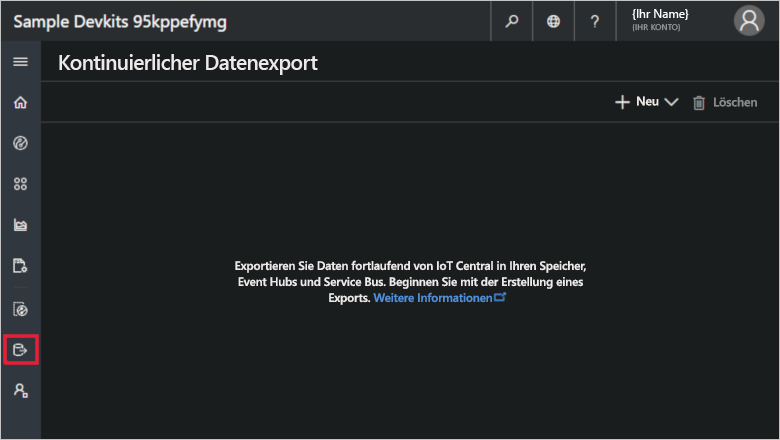 Sample Devkits 95kppefymg
?
{Ihr Name}
(IHR KONTO)
Kontinuierlicher Datenexport
Neu
Löschen
Exportieren Sie Daten fortlaufend von IoT Central in Ihren Speicher,
Event Hubs und Service Bus. Beginnen Sie mit der Erstellung eines
Exports. Weitere Informationen